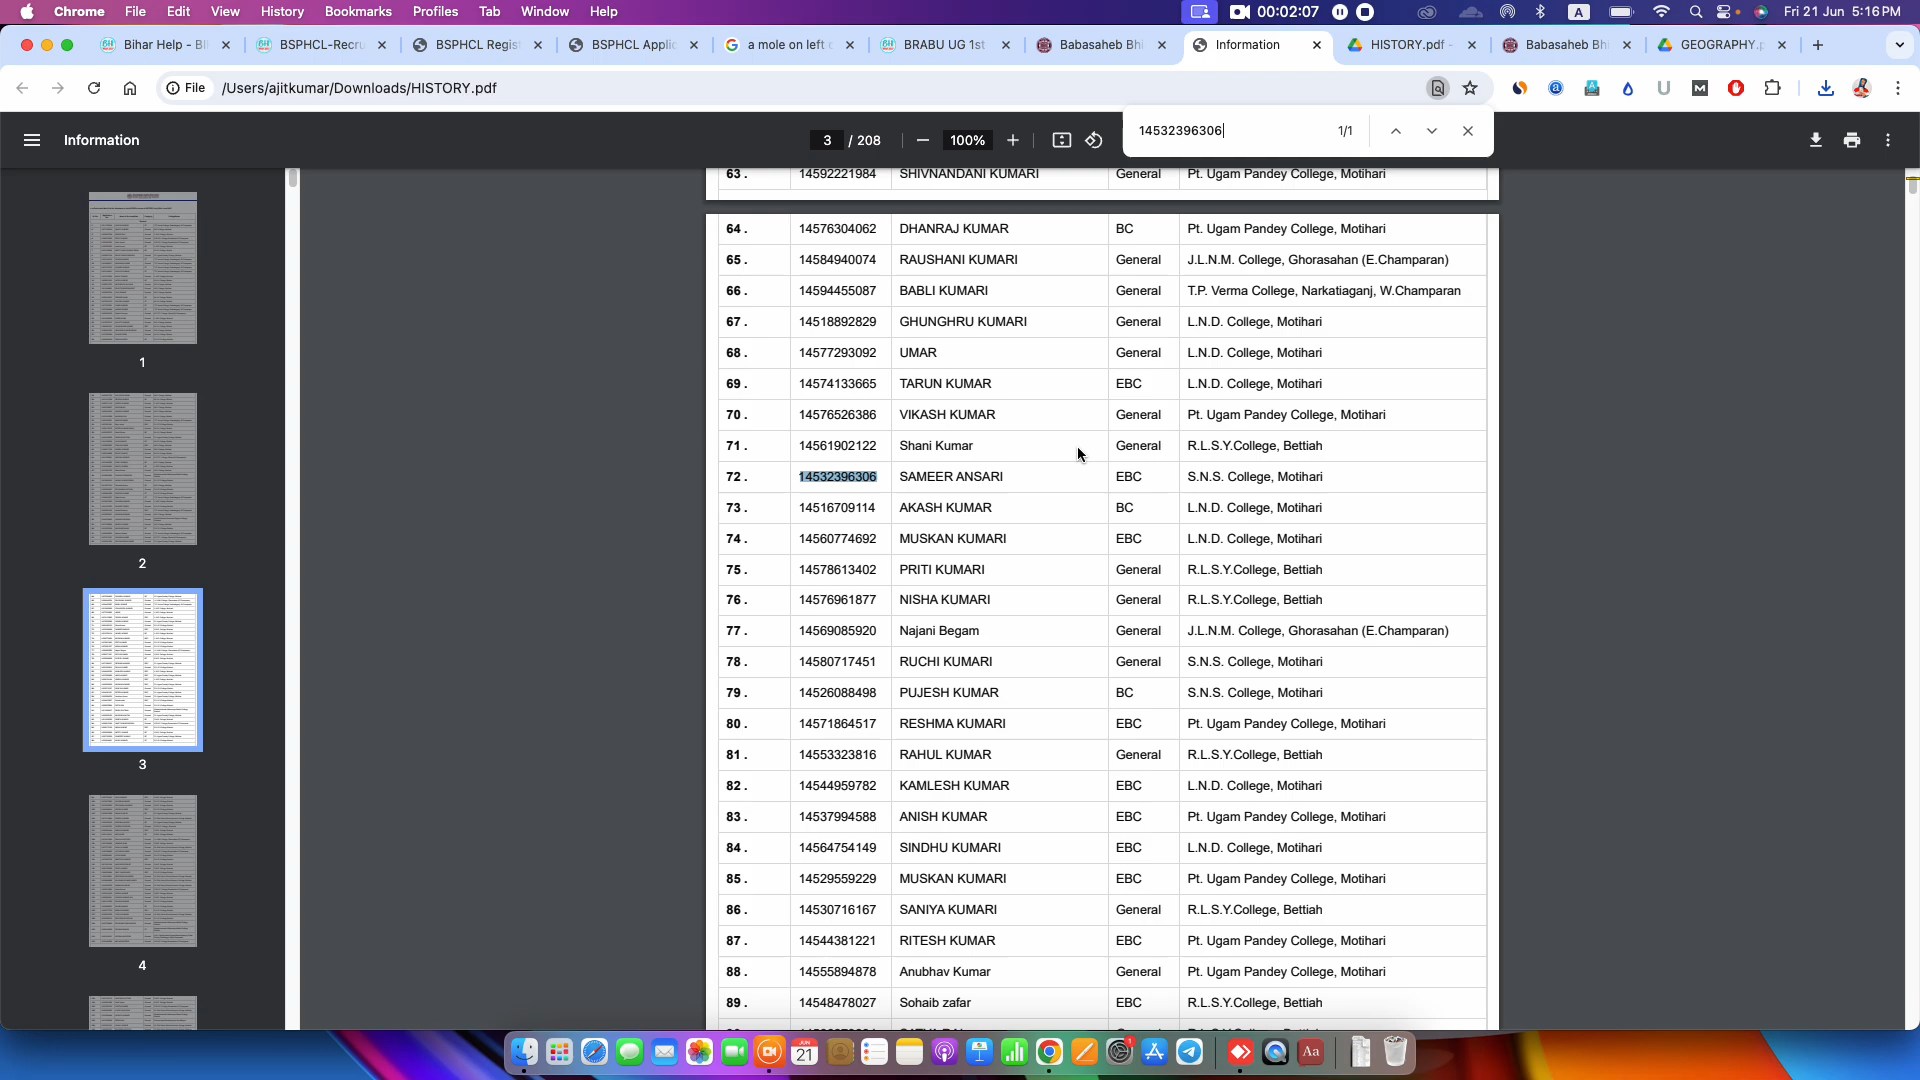 Chrome File Edit View History Bookmarks Profiles Tab Window Help 00:02:07 A Fri 21 Jun 5:16 PM
Bihar Help - Bi BSPHCL-Recru BSPHCL Regist BSPHCL Applic a mole on left c BRABU UG 1st Babasaheb Bhi Information HISTORY.pdf - Babasaheb Bhi GEOGRAPHY.p
File /Users/ajitkumar/Downloads/HISTORY.pdf
Information 3 / 208 100% 14532396306 1/1
63 . 14592221984 SHIVNANDANI KUMARI General Pt. Ugam Pandey College, Motihari
64 . 14576304062 DHANRAJ KUMAR BC Pt. Ugam Pandey College, Motihari
65 . 14584940074 RAUSHANI KUMARI General J.L.N.M. College, Ghorasahan (E.Champaran)
66 . 14594455087 BABLI KUMARI General T.P. Verma College, Narkatiaganj, W.Champaran
67 . 14518892829 GHUNGHRU KUMARI General L.N.D. College, Motihari
68 . 14577293092 UMAR General L.N.D. College, Motihari
69 . 14574133665 TARUN KUMAR EBC L.N.D. College, Motihari
70 . 14576526386 VIKASH KUMAR General Pt. Ugam Pandey College, Motihari
71 . 14561902122 Shani Kumar General R.L.S.Y.College, Bettiah
72 . 14532396306 SAMEER ANSARI EBC S.N.S. College, Motihari
73 . 14516709114 AKASH KUMAR BC L.N.D. College, Motihari
74 . 14560774692 MUSKAN KUMARI EBC L.N.D. College, Motihari
75 . 14578613402 PRITI KUMARI General R.L.S.Y.College, Bettiah
76 . 14576961877 NISHA KUMARI General R.L.S.Y.College, Bettiah
77 . 14569085920 Najani Begam General J.L.N.M. College, Ghorasahan (E.Champaran)
78 . 14580717451 RUCHI KUMARI General S.N.S. College, Motihari
79 . 14526088498 PUJESH KUMAR BC S.N.S. College, Motihari
80 . 14571864517 RESHMA KUMARI EBC Pt. Ugam Pandey College, Motihari
81 . 14553323816 RAHUL KUMAR General R.L.S.Y.College, Bettiah
82 . 14544959782 KAMLESH KUMAR EBC L.N.D. College, Motihari
83 . 14537994588 ANISH KUMAR EBC Pt. Ugam Pandey College, Motihari
84 . 14564754149 SINDHU KUMARI EBC L.N.D. College, Motihari
85 . 14529559229 MUSKAN KUMARI EBC Pt. Ugam Pandey College, Motihari
86 . 14530716167 SANIYA KUMARI General R.L.S.Y.College, Bettiah
87 . 14544381221 RITESH KUMAR EBC Pt. Ugam Pandey College, Motihari
88 . 14555894878 Anubhav Kumar General Pt. Ugam Pandey College, Motihari
89 . 14548478027 Sohaib zafar EBC R.L.S.Y.College, Bettiah
1
2
3
4
JUN
21
1
Aa